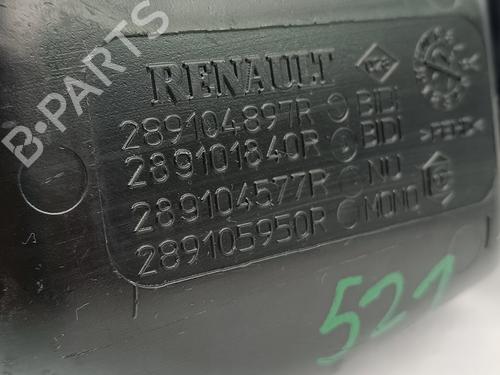 B-PARTS
RENAULT
289104897R BIDI
289101840R BIDI
289104577R NU
289105950R MONO
521